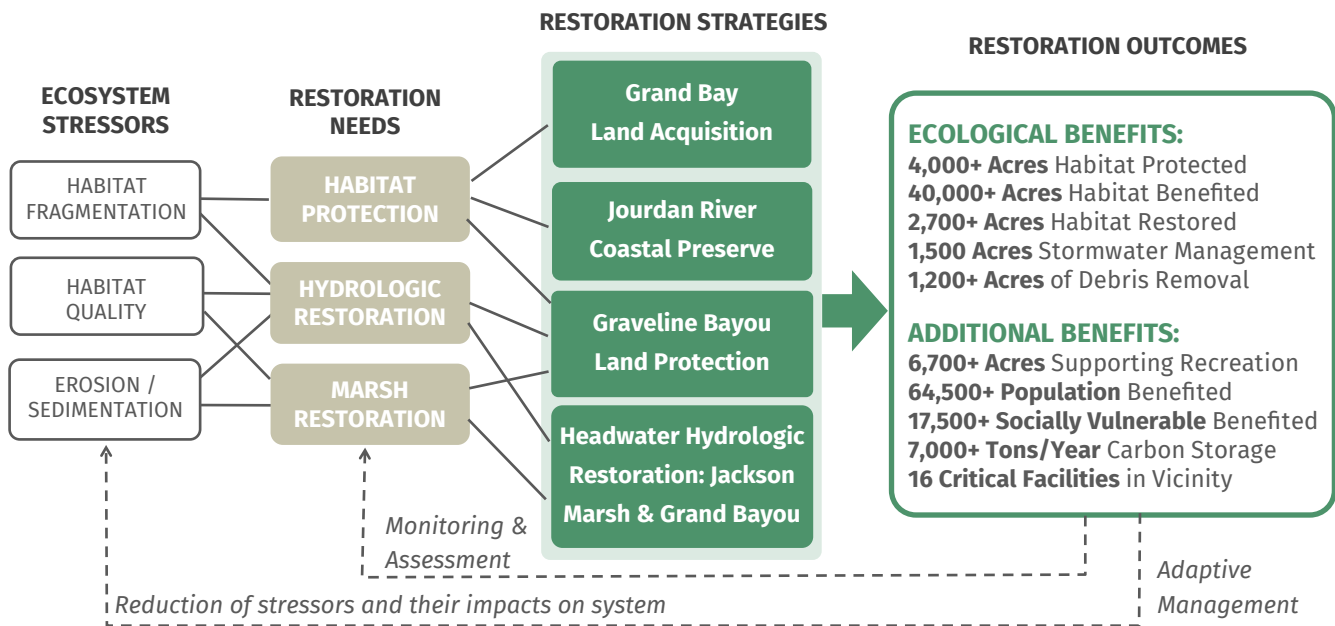 RESTORATION STRATEGIES
RESTORATION OUTCOMES
ECOSYSTEM
STRESSORS
RESTORATION
NEEDS
HABITAT
FRAGMENTATION
HABITAT
QUALITY
EROSION /
SEDIMENTATION
HABITAT
PROTECTION
HYDROLOGIC
RESTORATION
MARSH
RESTORATION
Grand Bay
Land Acquisition
Jourdan River
Coastal Preserve
Graveline Bayou
Land Protection
Headwater Hydrologic
Restoration: Jackson
Marsh & Grand Bayou
ECOLOGICAL BENEFITS:
4,000+ Acres Habitat Protected
40,000+ Acres Habitat Benefited
2,700+ Acres Habitat Restored
1,500 Acres Stormwater Management
1,200+ Acres of Debris Removal
ADDITIONAL BENEFITS:
6,700+ Acres Supporting Recreation
64,500+ Population Benefited
17,500+ Socially Vulnerable Benefited
7,000+ Tons/Year Carbon Storage
16 Critical Facilities in Vicinity
Monitoring &
Assessment
Reduction of stressors and their impacts on system
Adaptive
Management